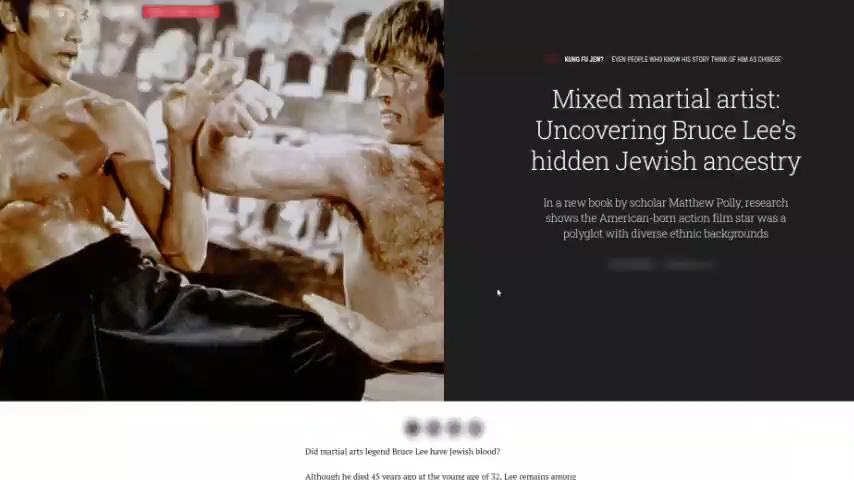 KUNG FU JEW? EVEN PEOPLE WHO KNOW HIS STORY THINK OF HIM AS CHINESE'
Mixed martial artist:
Uncovering Bruce Lee's
hidden Jewish ancestry
In a new book by scholar Matthew Polly, research
shows the American-born action film star was a
polyglot with diverse ethnic backgrounds
Did martial arts legend Bruce Lee have Jewish blood?
Although he died 45 years ago at the young age of 32, Lee remains among